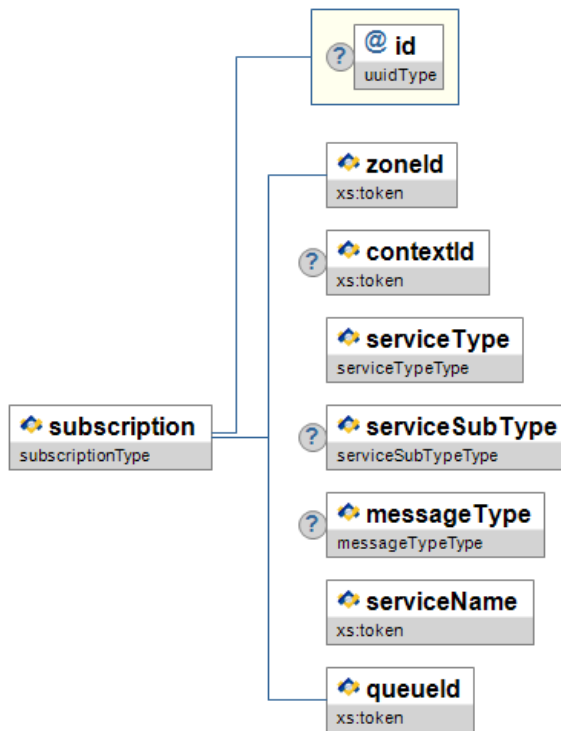 ? @ id
uuidType
zoneId
xs:token
? contextId
xs:token
serviceType
serviceTypeType
subscription
subscriptionType
? serviceSubType
serviceSubTypeType
? messageType
messageTypeType
serviceName
xs:token
queueId
xs:token